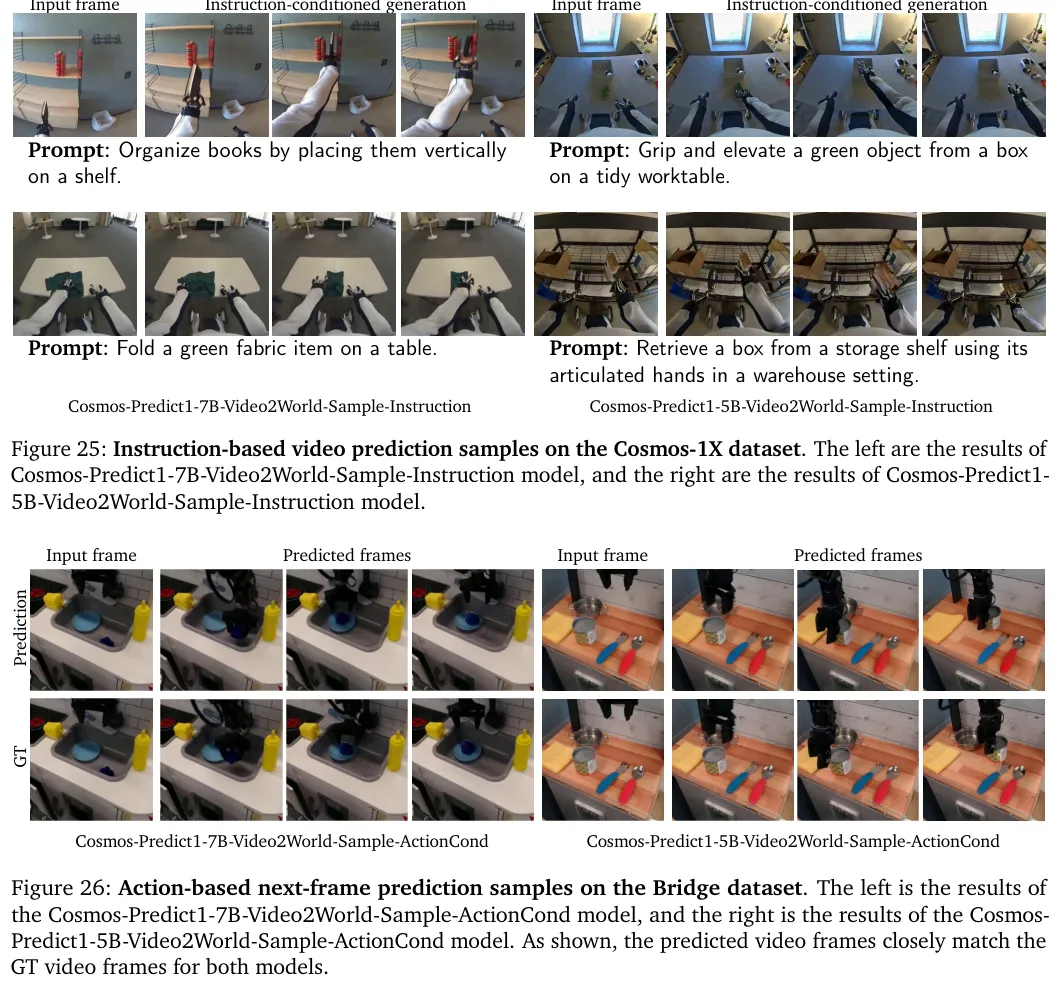 Input frame
Instruction-conditioned generation
Input frame
Instruction-conditioned generation
Prompt: Organize books by placing them vertically
on a shelf.
Prompt: Grip and elevate a green object from a box
on a tidy worktable.
Prompt: Fold a green fabric item on a table.
Prompt: Retrieve a box from a storage shelf using its
articulated hands in a warehouse setting.
Cosmos-Predict1-7B-Video2World-Sample-Instruction
Cosmos-Predict1-5B-Video2World-Sample-Instruction
Figure 25: Instruction-based video prediction samples on the Cosmos-1X dataset. The left are the results of
Cosmos-Predict1-7B-Video2World-Sample-Instruction model, and the right are the results of Cosmos-Predict1-
5B-Video2World-Sample-Instruction model.
Input frame
Predicted frames
Input frame
Predicted frames
Prediction
GT
Cosmos-Predict1-7B-Video2World-Sample-ActionCond
Cosmos-Predict1-5B-Video2World-Sample-ActionCond
Figure 26: Action-based next-frame prediction samples on the Bridge dataset. The left is the results of
the Cosmos-Predict1-7B-Video2World-Sample-ActionCond model, and the right is the results of the Cosmos-
Predict1-5B-Video2World-Sample-ActionCond model. As shown, the predicted video frames closely match the
GT video frames for both models.